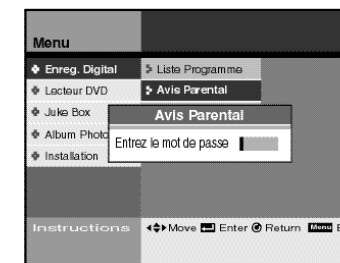 Menu
Enreg. Digital
Liste Programme
Lecteur DVD
Avis Parental
Juke Box
Avis Parental
Album Photo
Entrez le mot de passe
Installation
Instructions
Move Enter Return Menu